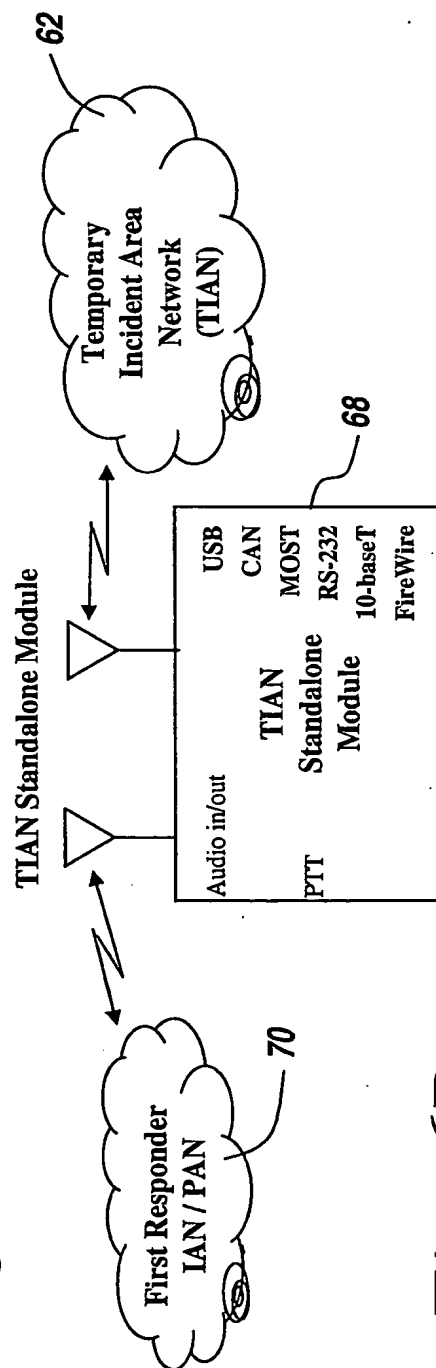 TIAN Standalone Module
First Responder
IAN / PAN
70
Audio in/out
PTT
TIAN
Standalone
Module
USB
CAN
MOST
RS-232
10-baseT
FireWire
68
Temporary
Incident Area
Network
(TIAN)
62